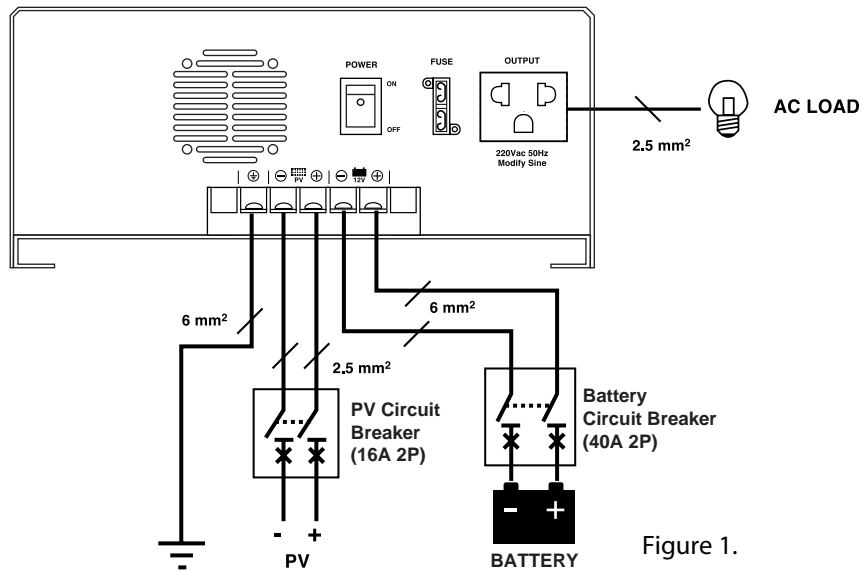 POWER
FUSE
OUTPUT
ON
OFF
AC LOAD
2.5 mm²
220Vac 50Hz
Modify Sine
PV
12V
6 mm²
6 mm²
2.5 mm²
PV Circuit
Breaker
(16A 2P)
Battery
Circuit Breaker
(40A 2P)
- +
PV
- +
BATTERY
Figure 1.